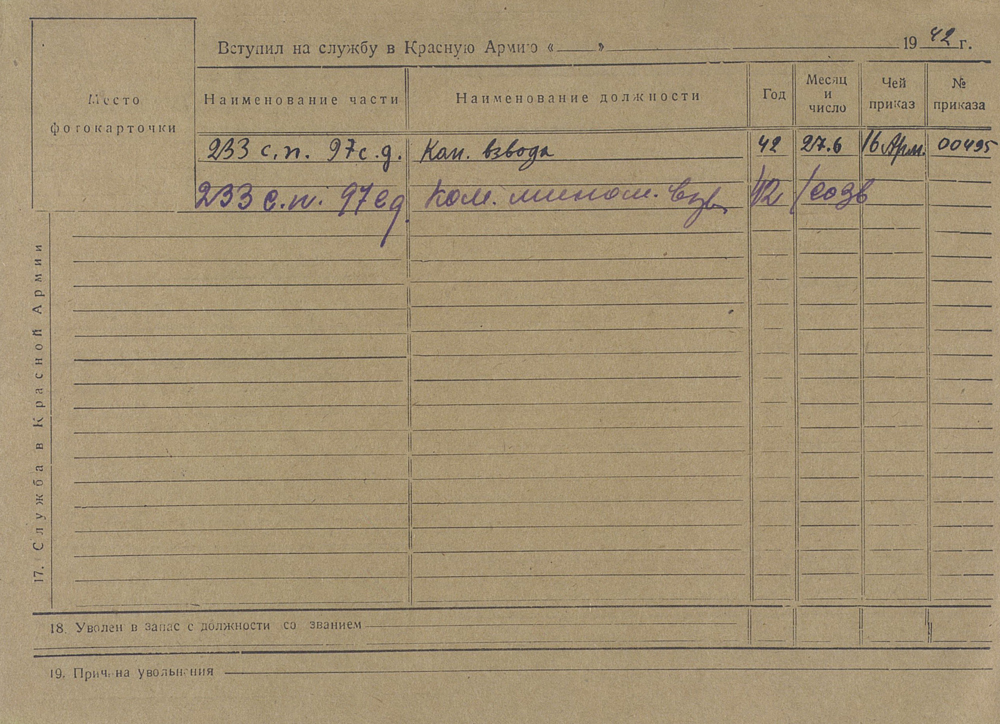 Вступил на службу в Красную Армию «___» 1942 г.
Место фотокарточки
Наименование части Наименование должности Год Месяц и число Чей приказ № приказа
233 с.п. 97 с.д. Ком. взвода 42 27.6 16 Арм. 00495
233 с.п. 97 сд Ком. мином. взв. 42
17. Служба в Красной Армии
18. Уволен в запас с должности со званием
19. Причина увольнения